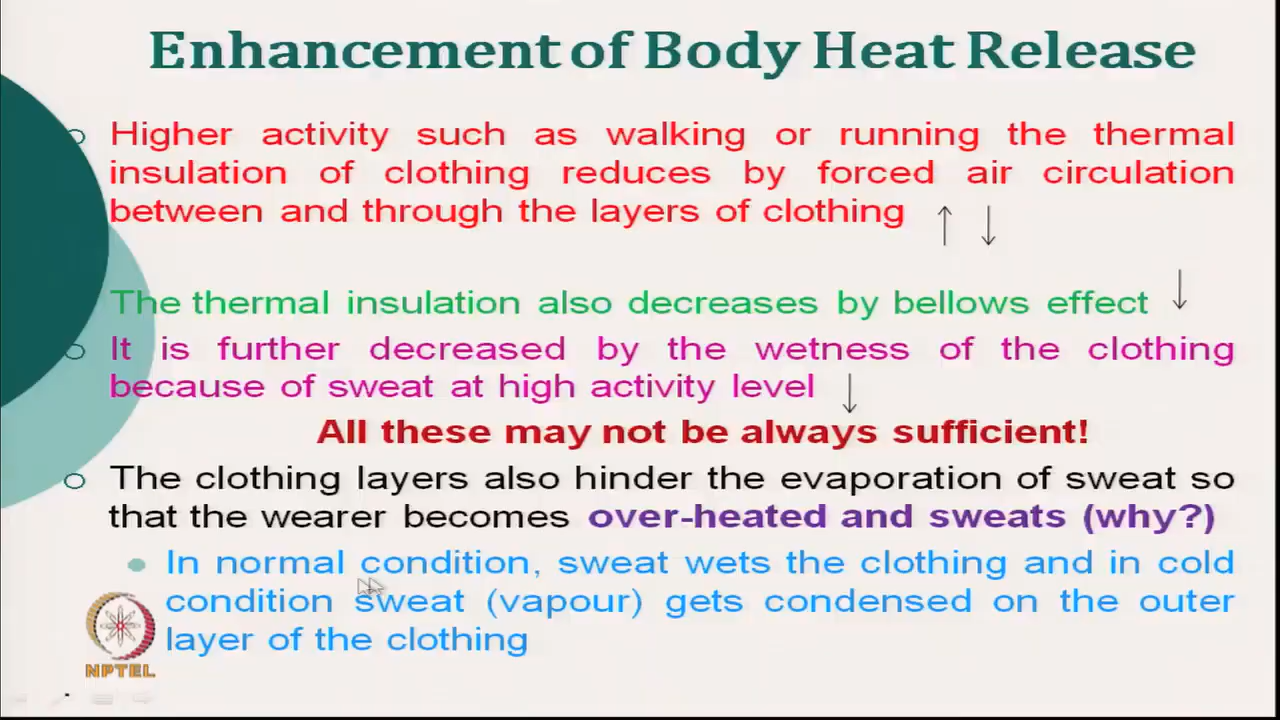 Enhancement of Body Heat Release
Higher activity such as walking or running the thermal
insulation of clothing reduces by forced air circulation
between and through the layers of clothing ↑ ↓
The thermal insulation also decreases by bellows effect ↓
It is further decreased by the wetness of the clothing
because of sweat at high activity level ↓
All these may not be always sufficient!
The clothing layers also hinder the evaporation of sweat so
that the wearer becomes over-heated and sweats (why?)
In normal condition, sweat wets the clothing and in cold
condition sweat (vapour) gets condensed on the outer
layer of the clothing
NPTEL